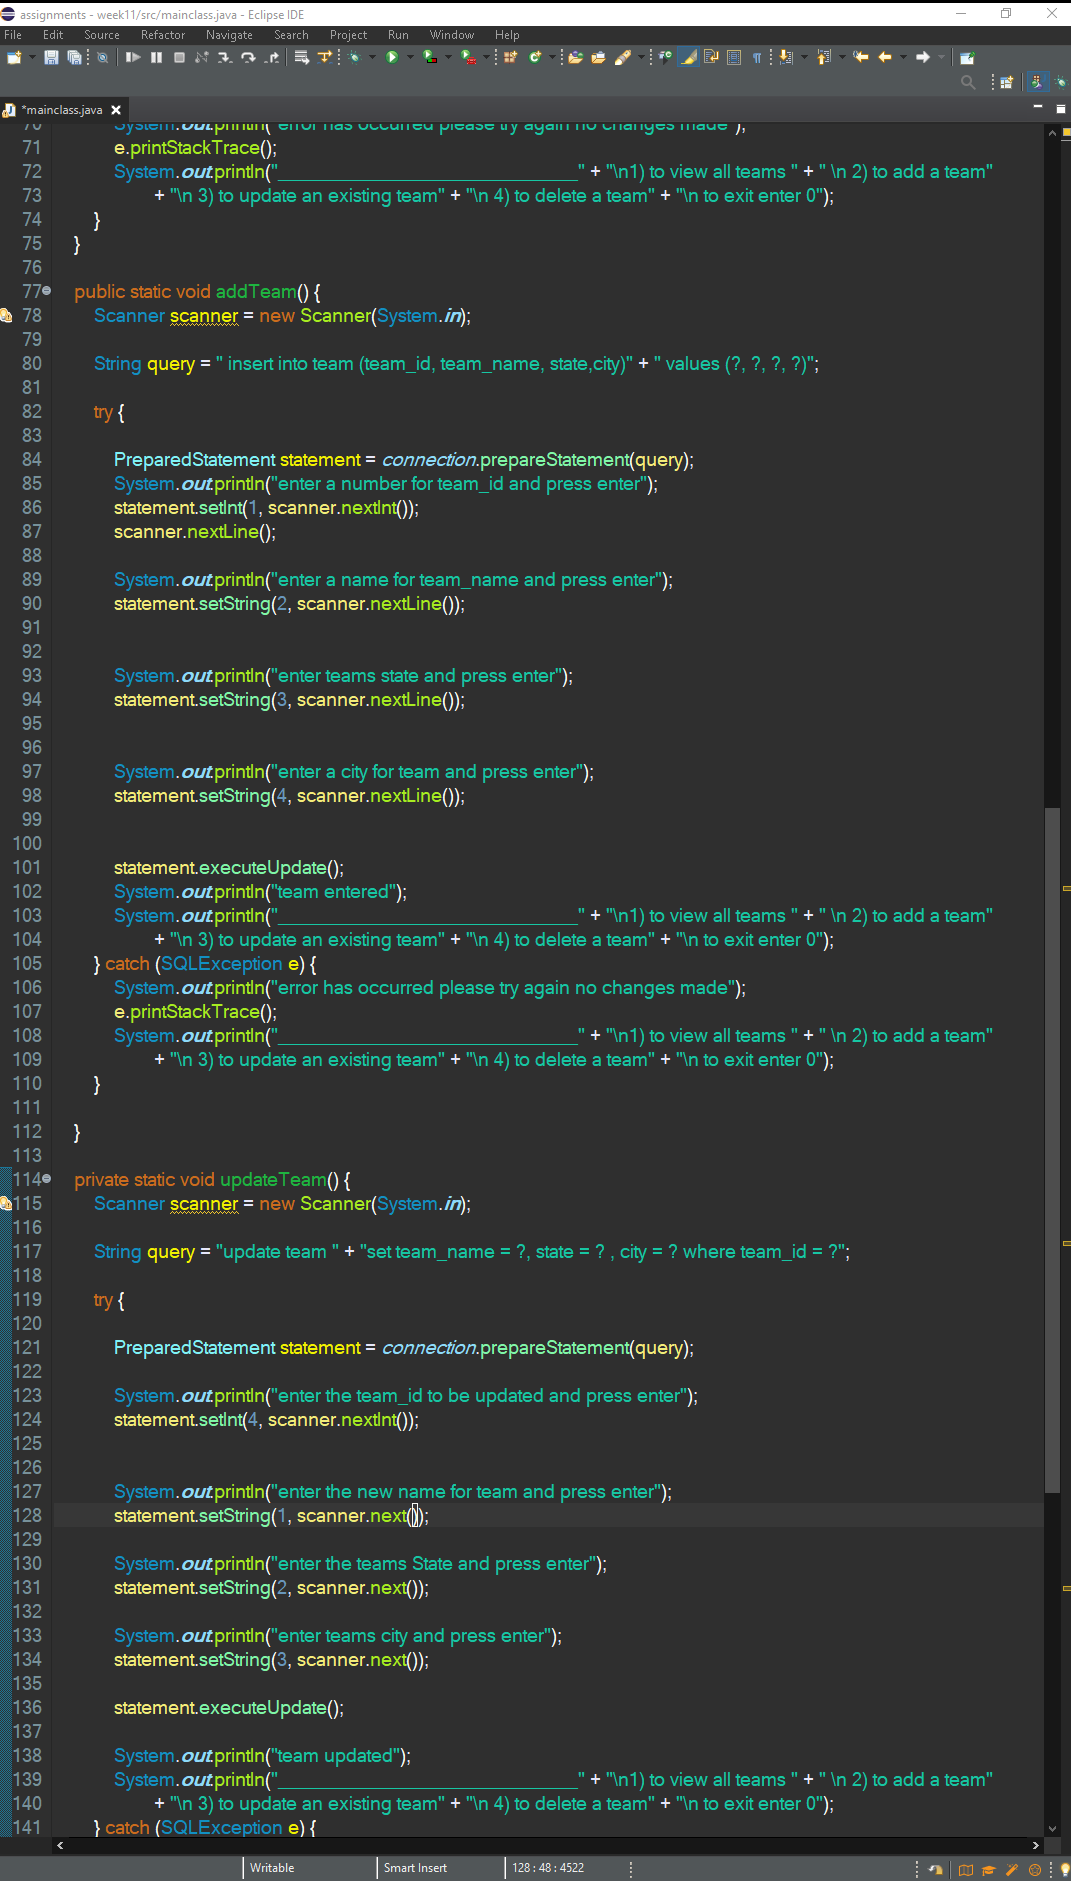 assignments - week11/src/mainclass.java - Eclipse IDE
File Edit Source Refactor Navigate Search Project Run Window Help
*mainclass.java
70 System.out.println("error has occurred please try again no changes made");
71 e.printStackTrace();
72 System.out.println("______________________________" + "\n1) to view all teams " + " \n 2) to add a team"
73 + "\n 3) to update an existing team" + "\n 4) to delete a team" + "\n to exit enter 0");
74 }
75 }
76
77 public static void addTeam() {
78 Scanner scanner = new Scanner(System.in);
79
80 String query = " insert into team (team_id, team_name, state,city)" + " values (?, ?, ?, ?)";
81
82 try {
83
84 PreparedStatement statement = connection.prepareStatement(query);
85 System.out.println("enter a number for team_id and press enter");
86 statement.setInt(1, scanner.nextInt());
87 scanner.nextLine();
88
89 System.out.println("enter a name for team_name and press enter");
90 statement.setString(2, scanner.nextLine());
91
92
93 System.out.println("enter teams state and press enter");
94 statement.setString(3, scanner.nextLine());
95
96
97 System.out.println("enter a city for team and press enter");
98 statement.setString(4, scanner.nextLine());
99
100
101 statement.executeUpdate();
102 System.out.println("team entered");
103 System.out.println("______________________________" + "\n1) to view all teams " + " \n 2) to add a team"
104 + "\n 3) to update an existing team" + "\n 4) to delete a team" + "\n to exit enter 0");
105 } catch (SQLException e) {
106 System.out.println("error has occurred please try again no changes made");
107 e.printStackTrace();
108 System.out.println("______________________________" + "\n1) to view all teams " + " \n 2) to add a team"
109 + "\n 3) to update an existing team" + "\n 4) to delete a team" + "\n to exit enter 0");
110 }
111
112 }
113
114 private static void updateTeam() {
115 Scanner scanner = new Scanner(System.in);
116
117 String query = "update team " + "set team_name = ?, state = ? , city = ? where team_id = ?";
118
119 try {
120
121 PreparedStatement statement = connection.prepareStatement(query);
122
123 System.out.println("enter the team_id to be updated and press enter");
124 statement.setInt(4, scanner.nextInt());
125
126
127 System.out.println("enter the new name for team and press enter");
128 statement.setString(1, scanner.next());
129
130 System.out.println("enter the teams State and press enter");
131 statement.setString(2, scanner.next());
132
133 System.out.println("enter teams city and press enter");
134 statement.setString(3, scanner.next());
135
136 statement.executeUpdate();
137
138 System.out.println("team updated");
139 System.out.println("______________________________" + "\n1) to view all teams " + " \n 2) to add a team"
140 + "\n 3) to update an existing team" + "\n 4) to delete a team" + "\n to exit enter 0");
141 } catch (SQLException e) {
Writable Smart Insert 128 : 48 : 4522